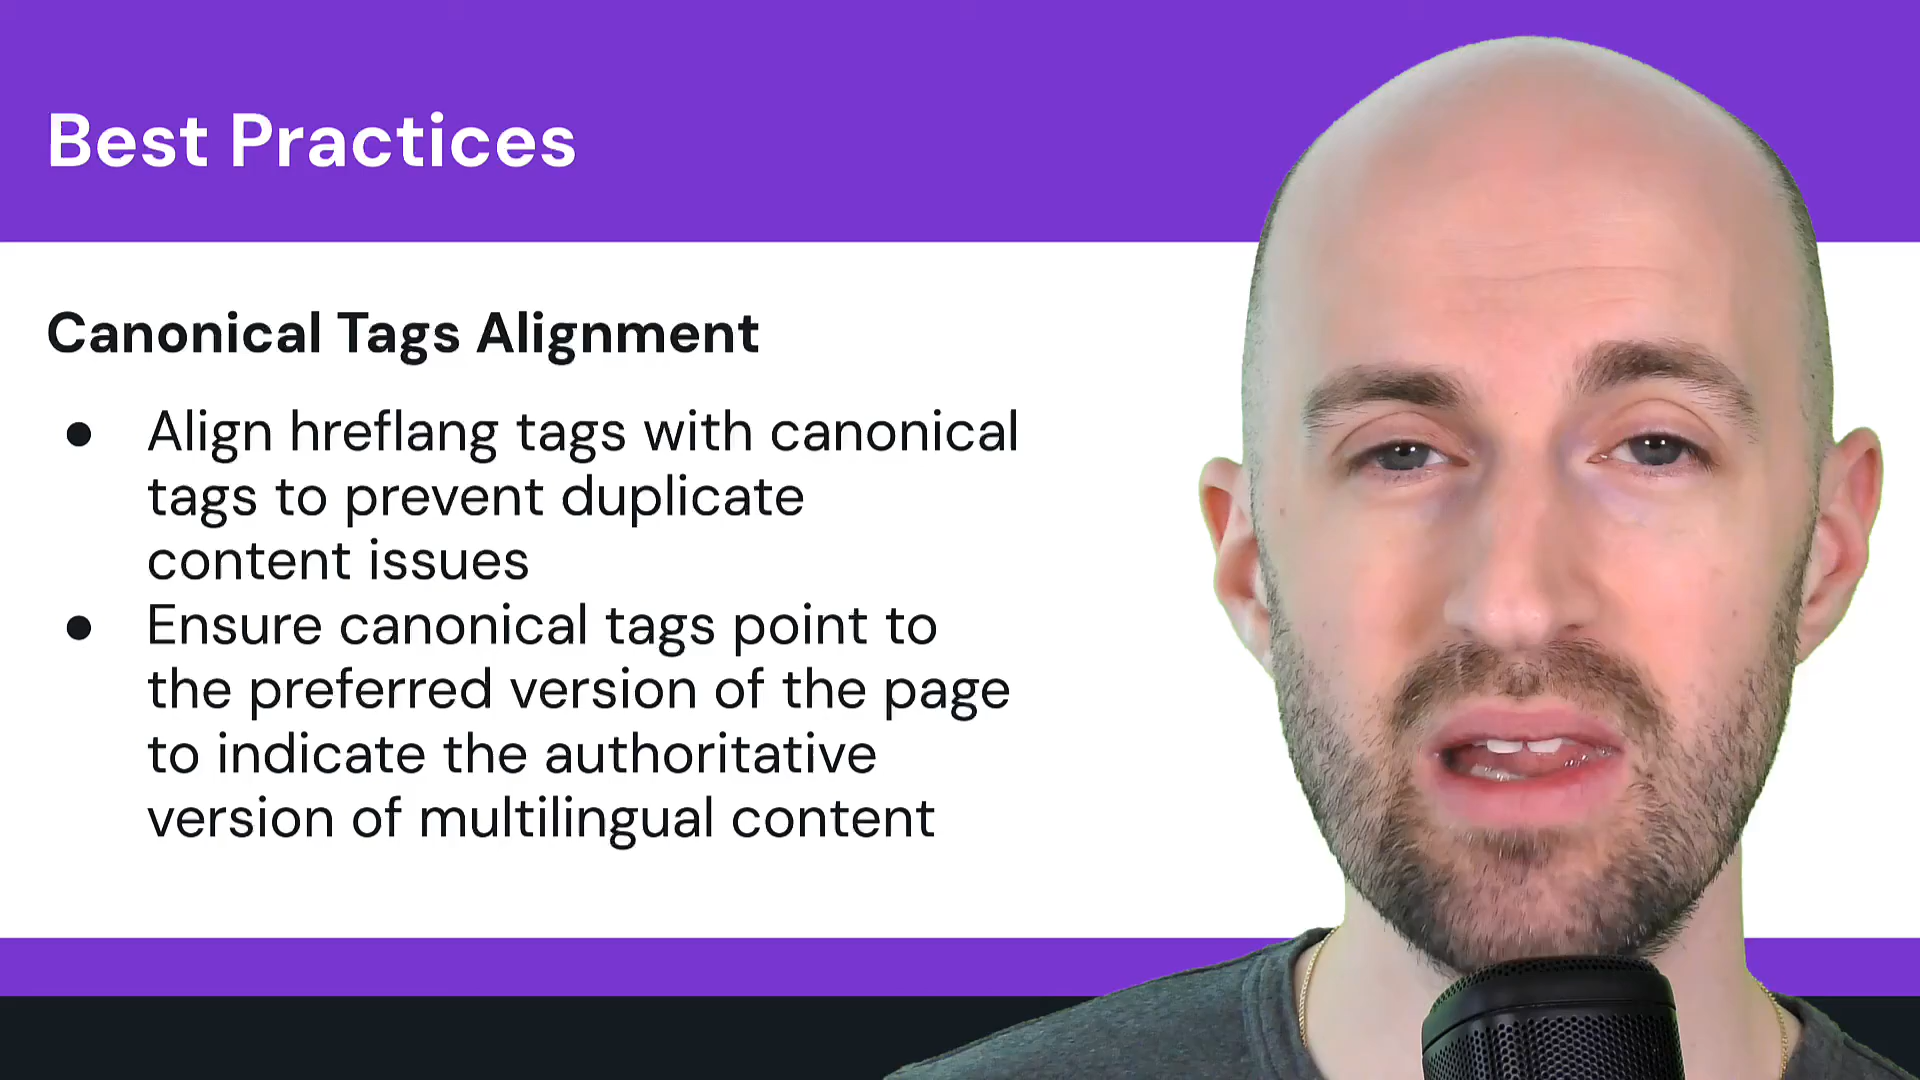 Best Practices
Canonical Tags Alignment
● Align hreflang tags with canonical
tags to prevent duplicate
content issues
● Ensure canonical tags point to
the preferred version of the page
to indicate the authoritative
version of multilingual content